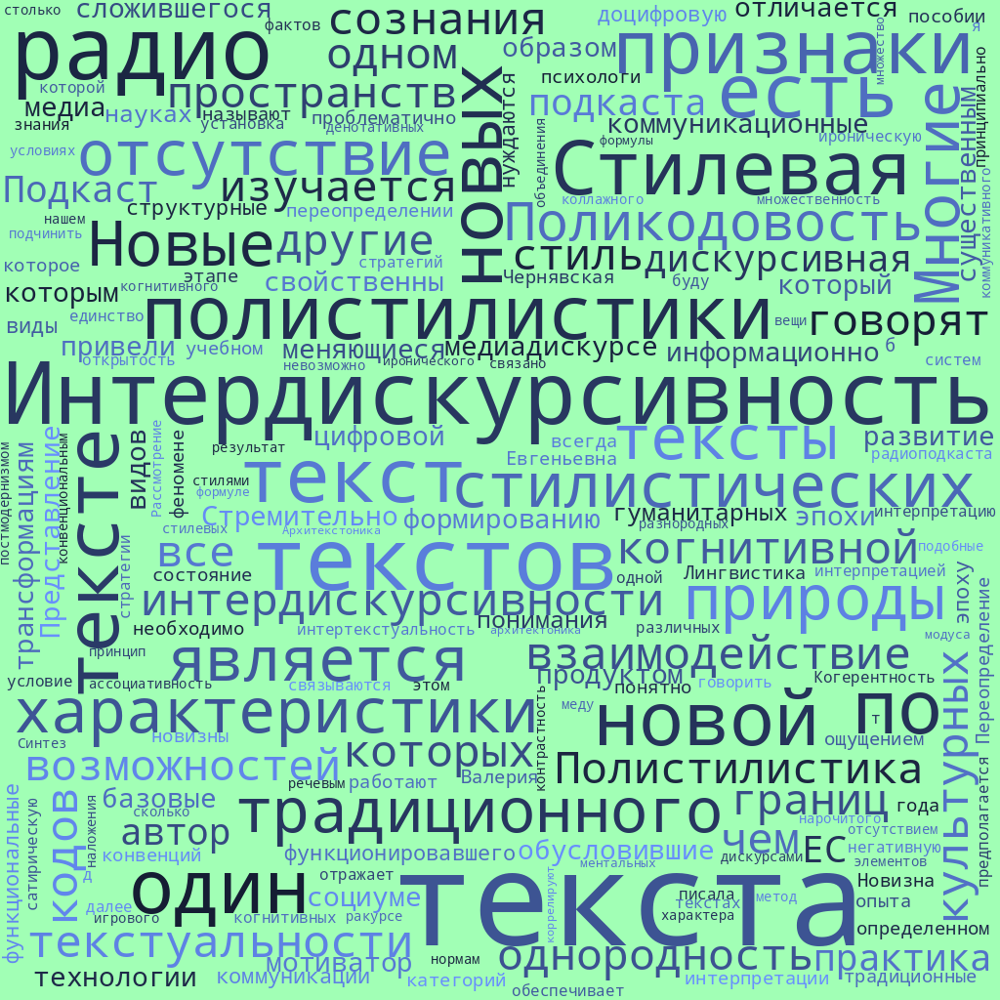 столько
сложившегося
фактов
сознания
доцифровую
отличается
пособии
я
радио
одном
образом
признаки
множество
принципиально
которой
пространств
новых
нуждаются
психологи
есть
медиа
науках
называют
установка
проблематично
денотативных
подкаста
коммуникационные
Многие
существенным
знания
условиях
отсутствие
объединения
формулы
ироническую
Стилевая
Подкаст
изучается
коллажного
множественность
коммуникативного
структурные
переопределении
нашем
подчинить
Новые
другие
Поликодовость
которое
этапе
стратегий
стиль
дискурсивная
которым
когнитивного
свойственны
Чернявская
буду
который
виды
единство
полистилистики
вещи
говорят
привели
учебном
меняющиеся
медиадискурсе
информационно
б
открытость
невозможно
иронического
связано
систем
Интердискурсивность
постмодернизмом
трансформациям
Представление
конвенциональным
тексте
видов
Рассмотрение
феномене
цифровой
результат
всегда
Евгеньевна
тексты
развитие
радиоподкаста
стилями
формуле
текст
стилистических
Стремительно
формированию
гуманитарных
разнородных
эпохи
интерпретацию
стилевых
Архитектоника
стратегии
все
текстов
когнитивной
подобные
состояние
одной
Лингвистика
интерпретацией
эпоху
интердискурсивности
природы
необходимо
интертекстуальность
понимания
архитектоника
различных
модуса
принцип
является
взаимодействие
условие
ассоциативность
связываются
этом
продуктом
понятно
говорить
Когерентность
культурных
Переопределение
характеристики
контрастность
меду
новой
т
по
Синтез
новизны
ощущением
возможностей
которых
Полистилистика
речевым
работают
Валерия
предполагается
функциональные
сатирическую
кодов
наложения
базовые
сколько
традиционного
границ
года
нарочитого
автор
чем
отсутствием
конвенций
функционировавшего
обусловившие
дискурсами
ЕС
негативную
элементов
д
отражает
ментальных
Новизна
далее
один
социуме
коррелируют
текста
писала
текстах
метод
опыта
игрового
когнитивных
ракурсе
характера
определенном
текстуальности
мотиватор
нормам
однородность
практика
технологии
коммуникации
категорий
обеспечивает
интерпретации
традиционные